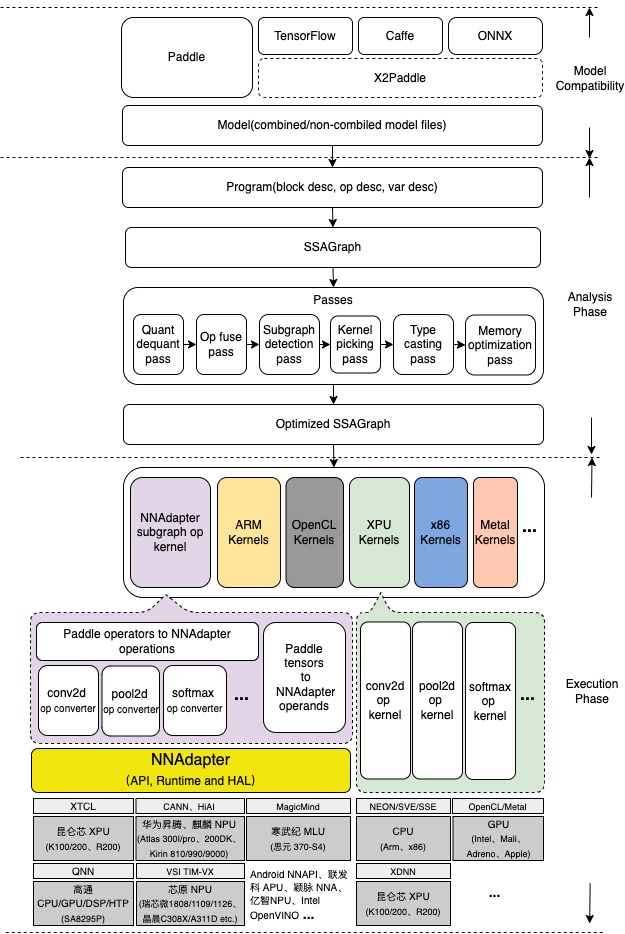 Paddle
TensorFlow
Caffe
ONNX
X2Paddle
Model
Compatibility
Model(combined/non-combiled model files)
Program(block desc, op desc, var desc)
SSAGraph
Analysis
Phase
Passes
Quant
dequant
pass
Op fuse
pass
Subgraph
detection
pass
Kernel
picking
pass
Type
casting
pass
Memory
optimization
pass
Optimized SSAGraph
NNAdapter
subgraph op
kernel
ARM
Kernels
OpenCL
Kernels
XPU
Kernels
x86
Kernels
Metal
Kernels
...
Paddle operators to NNAdapter
operations
conv2d
op converter
pool2d
op converter
softmax
op converter
...
Paddle
tensors
to
NNAdapter
operands
conv2d
op
kernel
pool2d
op
kernel
softmax
op
kernel
...
Execution
Phase
NNAdapter
(API, Runtime and HAL)
XTCL
昆仑芯 XPU
(K100/200、R200)
CANN、HiAI
华为昇腾、麒麟 NPU
(Atlas 300I/pro、200DK、
Kirin 810/990/9000)
MagicMind
寒武纪 MLU
(思元 370-S4)
NEON/SVE/SSE
CPU
(Arm、x86)
OpenCL/Metal
GPU
(Intel、Mali、
Adreno、Apple)
QNN
高通
CPU/GPU/DSP/HTP
(SA8295P)
VSI TIM-VX
芯原 NPU
(瑞芯微1808/1109/1126、
晶晨C308X/A311D etc.)
Android NNAPI、联发
科 APU、颖脉 NNA、
亿智NPU、Intel
OpenVINO ...
XDNN
昆仑芯 XPU
(K100/200、R200)
...